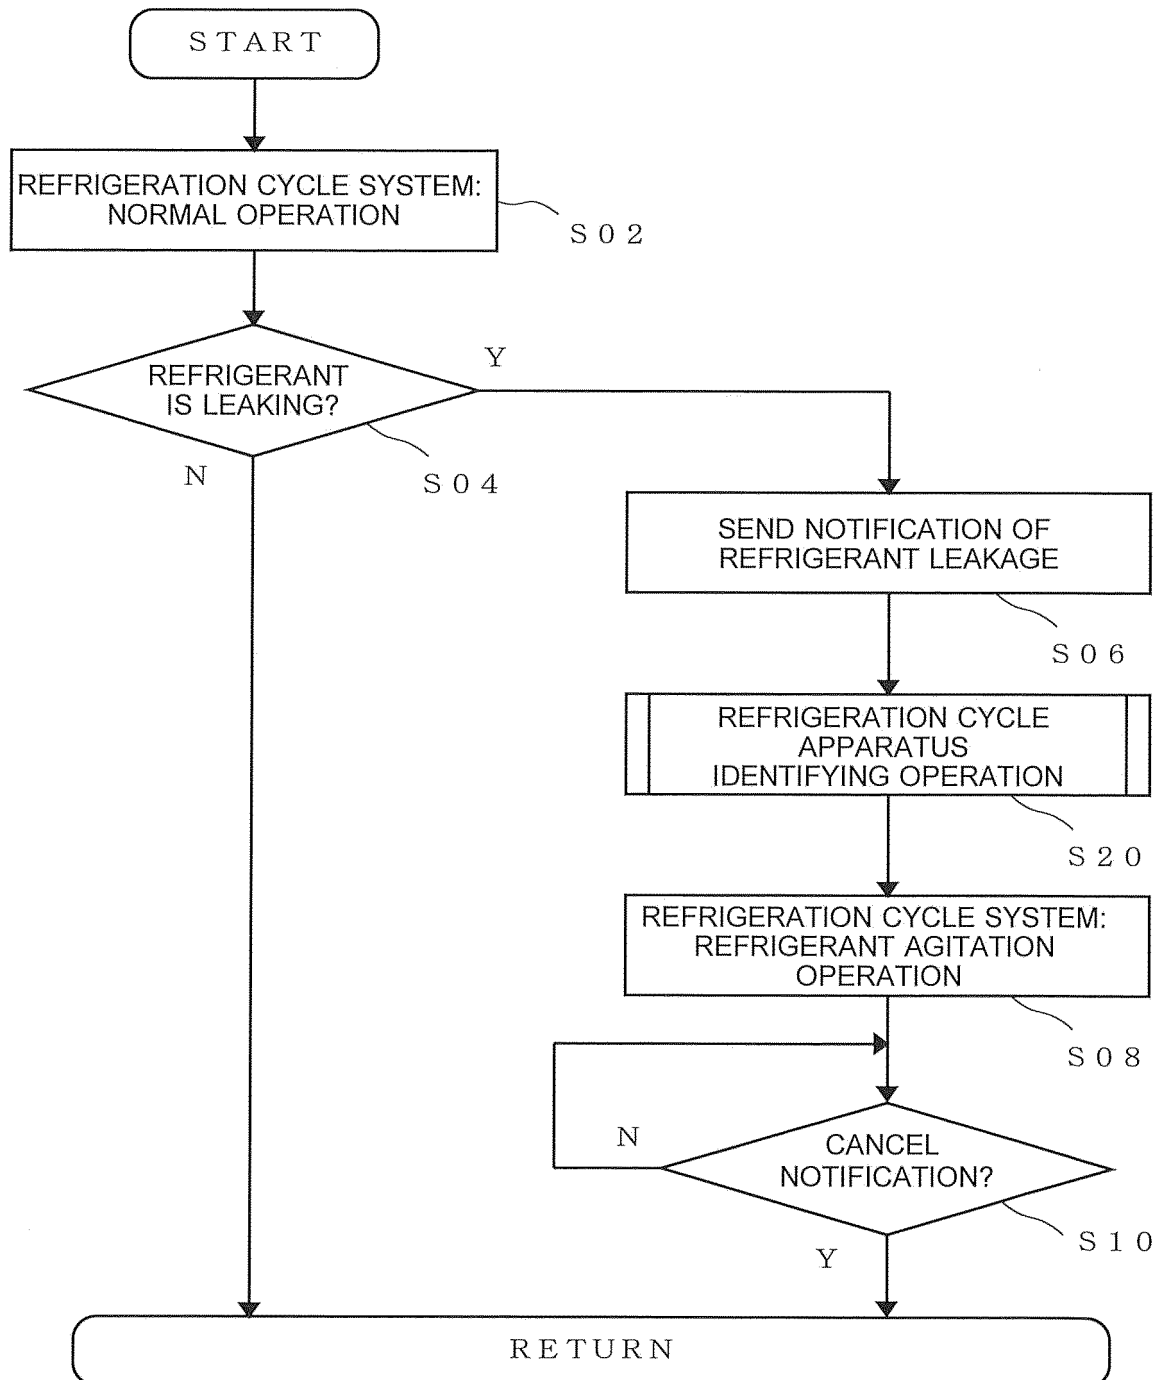 START
REFRIGERATION CYCLE SYSTEM:
NORMAL OPERATION
S02
REFRIGERANT
IS LEAKING?
Y
N
S04
SEND NOTIFICATION OF
REFRIGERANT LEAKAGE
S06
REFRIGERATION CYCLE
APPARATUS
IDENTIFYING OPERATION
S20
REFRIGERATION CYCLE SYSTEM:
REFRIGERANT AGITATION
OPERATION
S08
CANCEL
NOTIFICATION?
N
S10
Y
RETURN